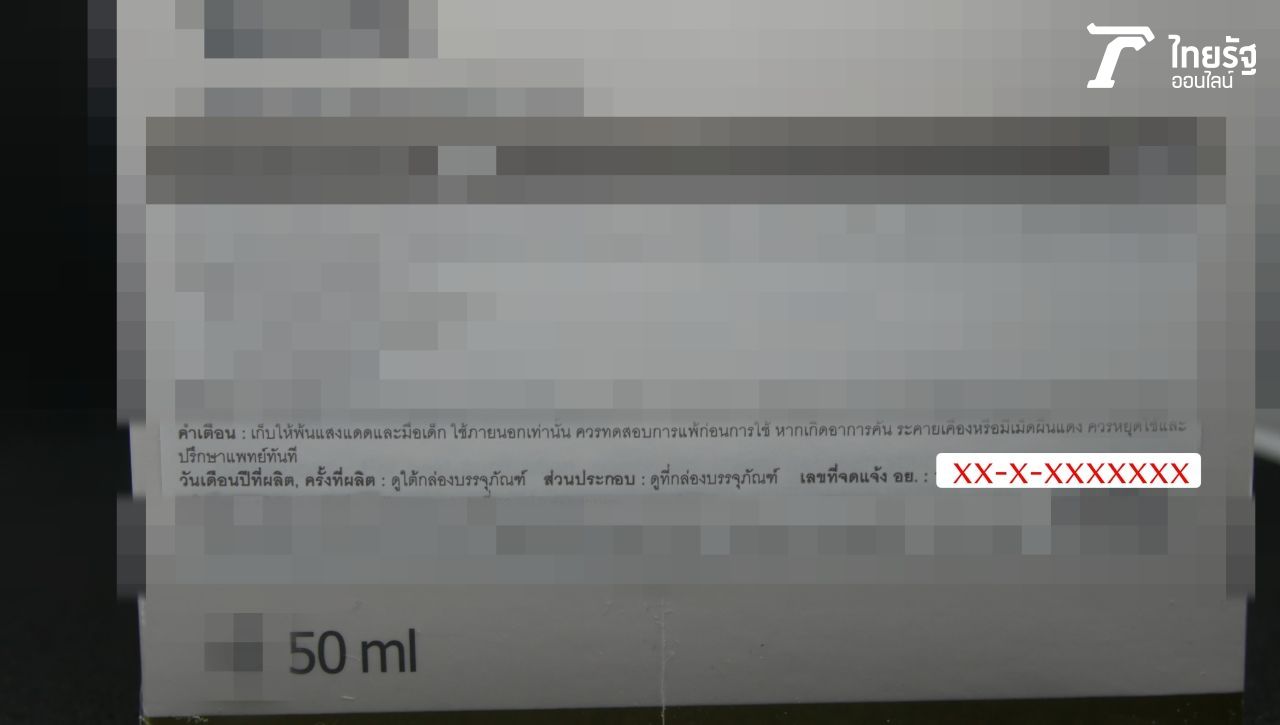 ไทยรัฐ
ออนไลน์
คำเตือน : เก็บให้พ้นแสงแดดและมือเด็ก ใช้ภายนอกเท่านั้น ควรทดสอบการแพ้ก่อนการใช้ หากเกิดอาการคัน ระคายเคืองหรือมีเม็ดผื่นแดง ควรหยุดใช้และ
ปรึกษาแพทย์ทันที
วันเดือนปีที่ผลิต, ครั้งที่ผลิต : ดูใต้กล่องบรรจุภัณฑ์ ส่วนประกอบ : ดูที่กล่องบรรจุภัณฑ์ เลขที่จดแจ้ง อย. : XX-X-XXXXXXX
50 ml